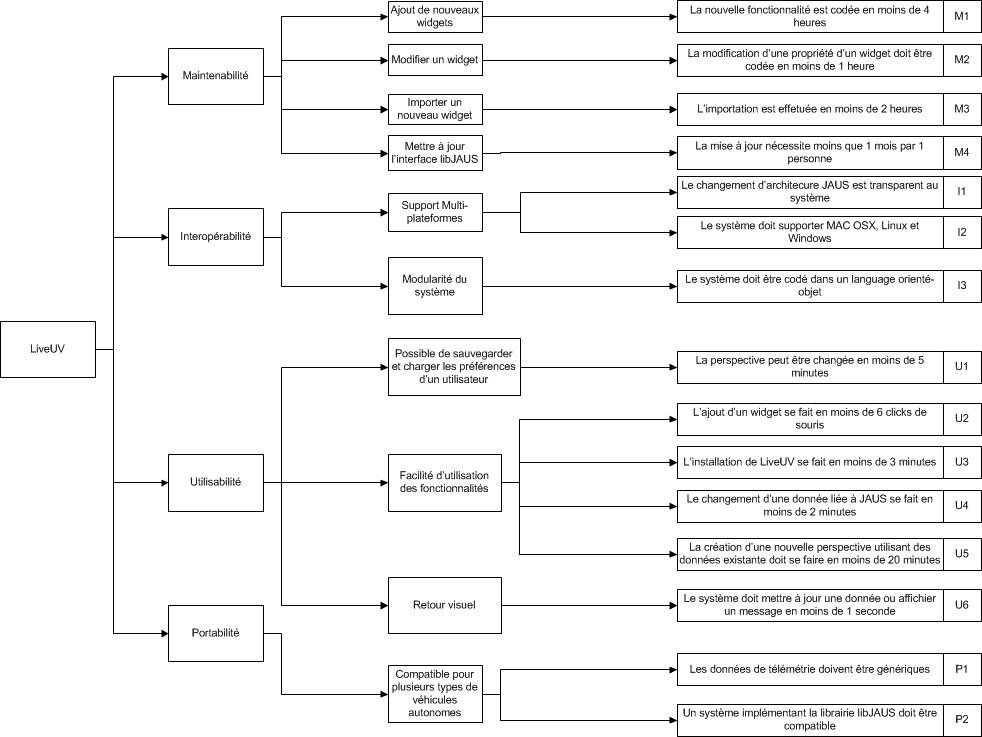 LiveUV
Maintenabilité
Ajout de nouveaux
widgets
La nouvelle fonctionnalité est codée en moins de 4
heures
M1
Modifier un widget
La modification d'une propriété d'un widget doit être
codée en moins de 1 heure
M2
Importer un
nouveau widget
L'importation est effetuée en moins de 2 heures
M3
Mettre à jour
l'interface libJAUS
La mise à jour nécessite moins que 1 mois par 1
personne
M4
Interopérabilité
Support Multi-
plateformes
Le changement d'architecure JAUS est transparent au
système
I1
Le système doit supporter MAC OSX, Linux et
Windows
I2
Modularité du
système
Le système doit être codé dans un language orienté-
objet
I3
Utilisabilité
Possible de sauvegarder
et charger les préférences
d'un utilisateur
La perspective peut être changée en moins de 5
minutes
U1
Facilité d'utilisation
des fonctionnalités
L'ajout d'un widget se fait en moins de 6 clicks de
souris
U2
L'installation de LiveUV se fait en moins de 3 minutes
U3
Le changement d'une donnée liée à JAUS se fait en
moins de 2 minutes
U4
La création d'une nouvelle perspective utilisant des
données existante doit se faire en moins de 20 minutes
U5
Retour visuel
Le système doit mettre à jour une donnée ou affichier
un message en moins de 1 seconde
U6
Portabilité
Compatible pour
plusieurs types de
véhicules
autonomes
Les données de télémétrie doivent être génériques
P1
Un système implémentant la librairie libJAUS doit être
compatible
P2